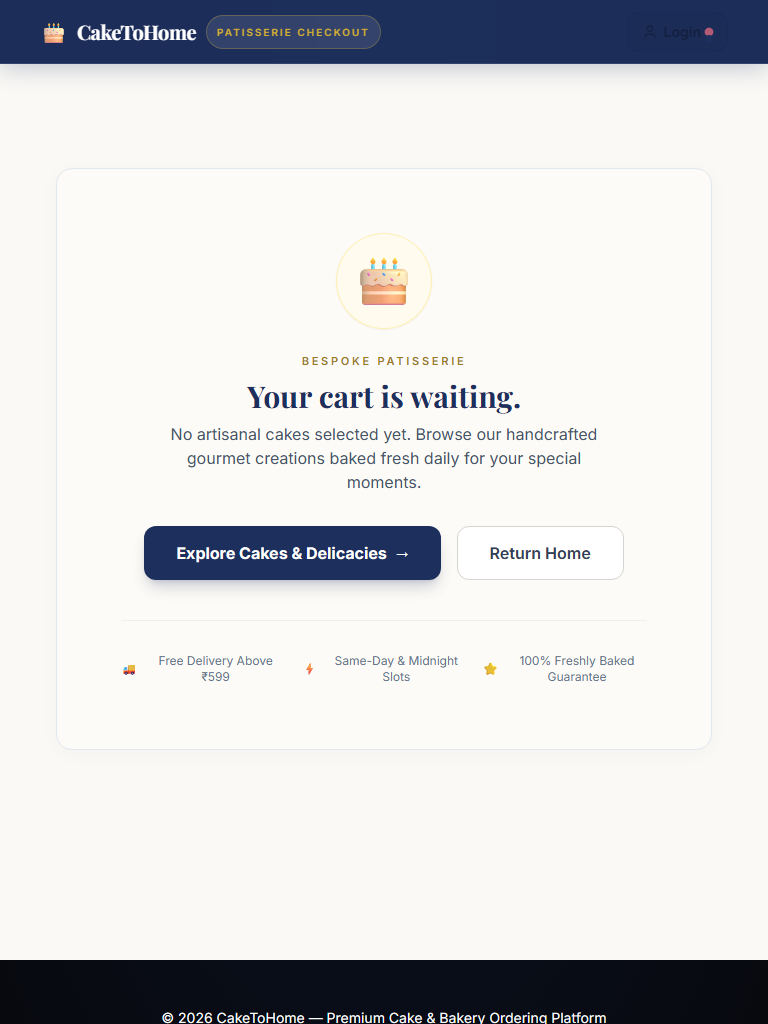 CakeToHome
PATISSERIE CHECKOUT
Login
BESPOKE PATISSERIE
Your cart is waiting.
No artisanal cakes selected yet. Browse our handcrafted
gourmet creations baked fresh daily for your special
moments.
Explore Cakes & Delicacies →
Return Home
Free Delivery Above
₹599
Same-Day & Midnight
Slots
100% Freshly Baked
Guarantee
© 2026 CakeToHome — Premium Cake & Bakery Ordering Platform